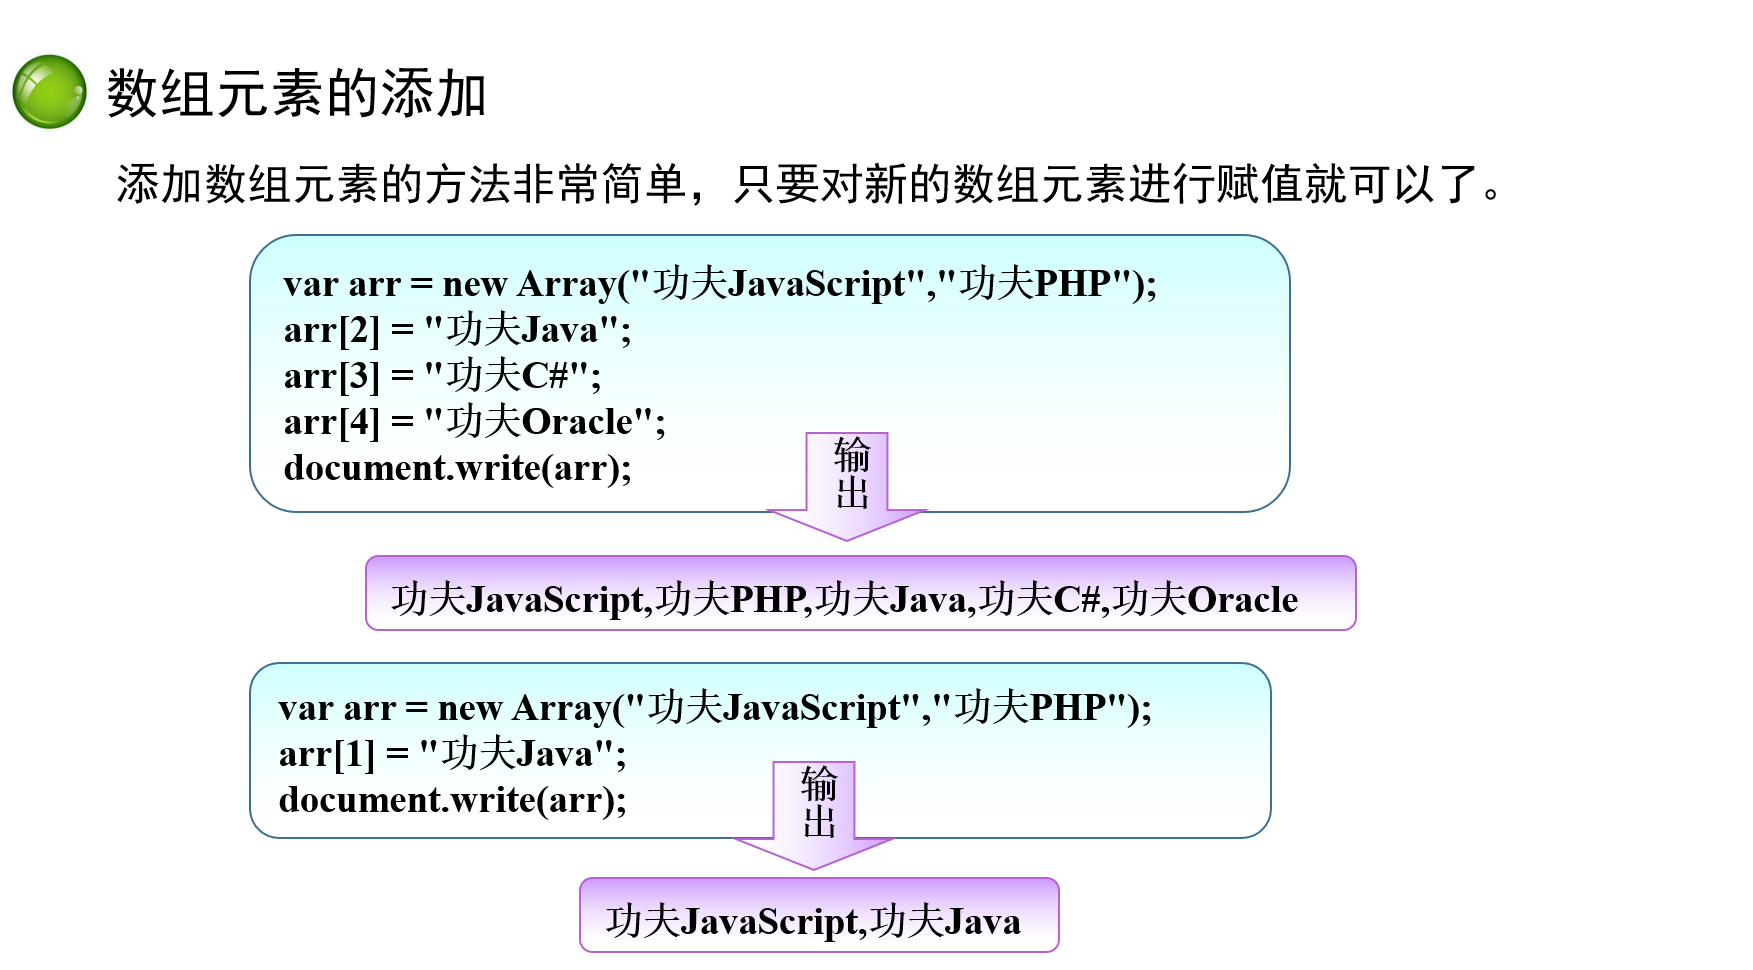 数组元素的添加
添加数组元素的方法非常简单，只要对新的数组元素进行赋值就可以了。
var arr = new Array("功夫JavaScript","功夫PHP");
arr[2] = "功夫Java";
arr[3] = "功夫C#";
arr[4] = "功夫Oracle";
document.write(arr);
输
出
功夫JavaScript,功夫PHP,功夫Java,功夫C#,功夫Oracle
var arr = new Array("功夫JavaScript","功夫PHP");
arr[1] = "功夫Java";
document.write(arr);
输
出
功夫JavaScript,功夫Java